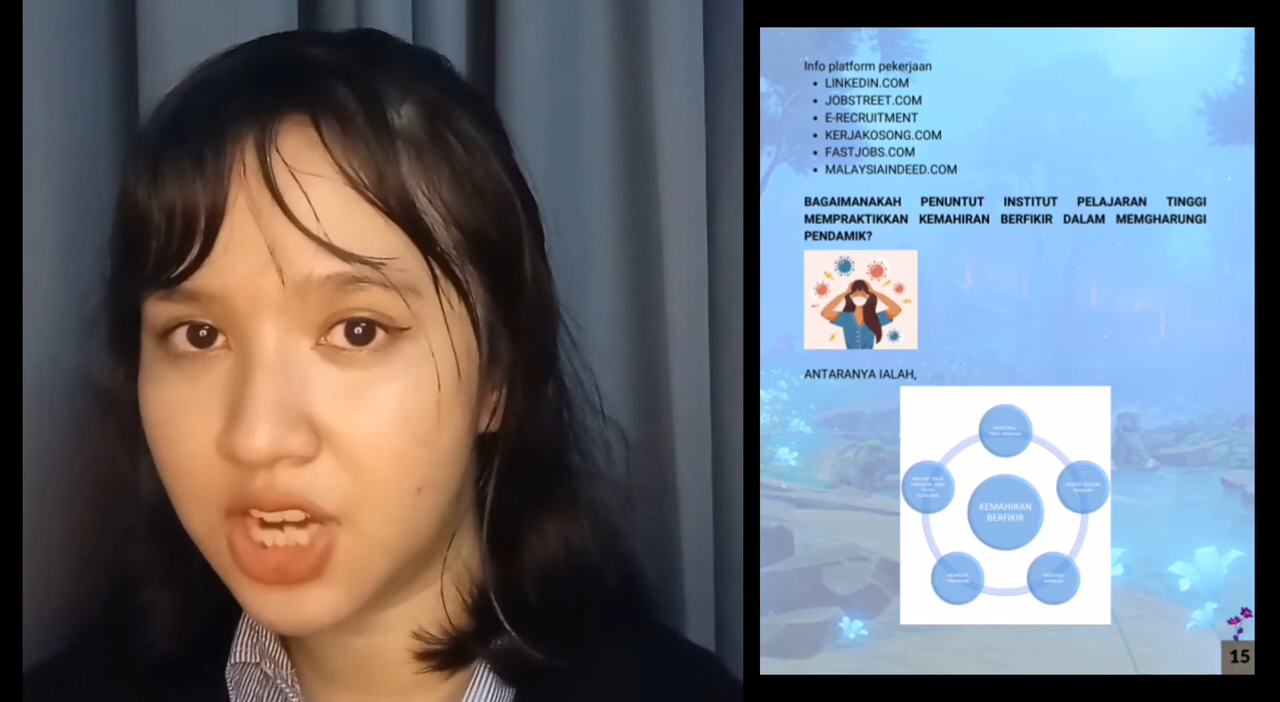 Info platform pekerjaan
• LINKEDIN.COM
• JOBSTREET.COM
• E-RECRUITMENT
• KERJAKOSONG.COM
• FASTJOBS.COM
• MALAYSIAINDEED.COM
BAGAIMANAKAH PENUNTUT INSTITUT PELAJARAN TINGGI
MEMPRAKTIKKAN KEMAHIRAN BERFIKIR DALAM MEMGHARUNGI
PENDAMIK?
ANTARANYA IALAH,
KEMAHIRAN
BERFIKIR
15